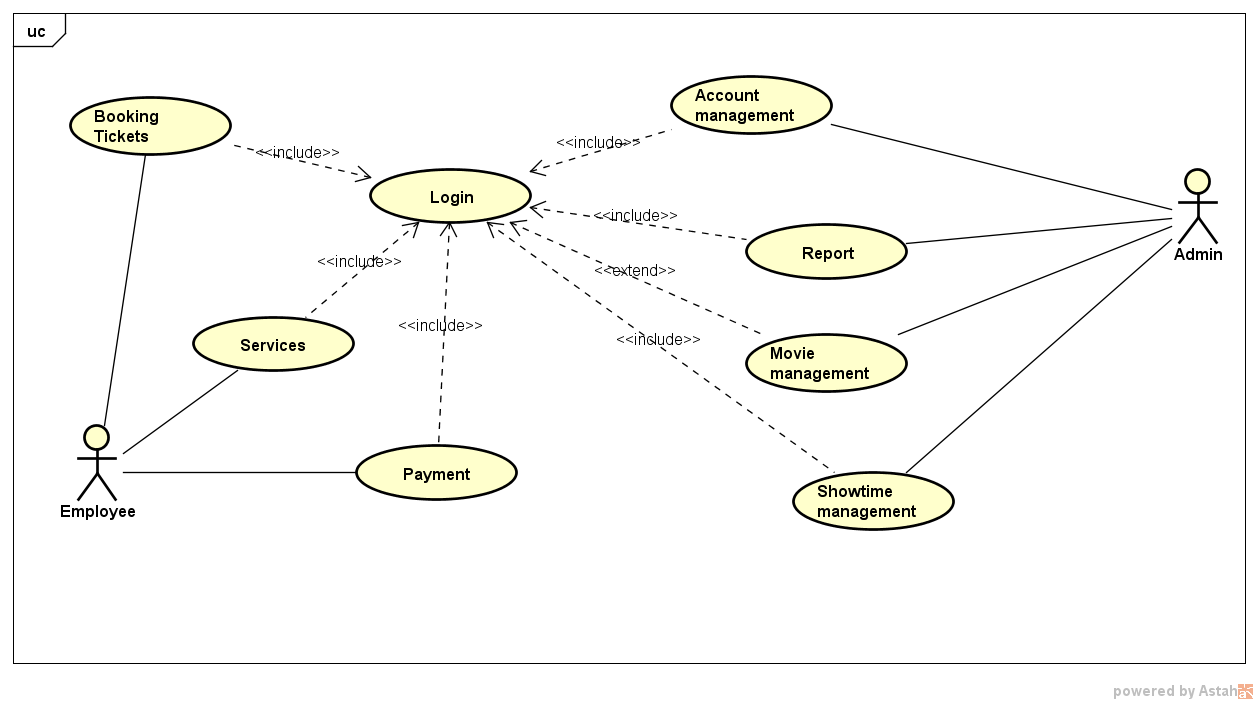 uc
Booking
Tickets
Account
management
<<include>>
<<include>>
Login
<<include>>
Report
Admin
<<include>>
<<extend>>
<<include>>
<<include>>
Services
Movie
management
Payment
Showtime
management
Employee
powered by Astah